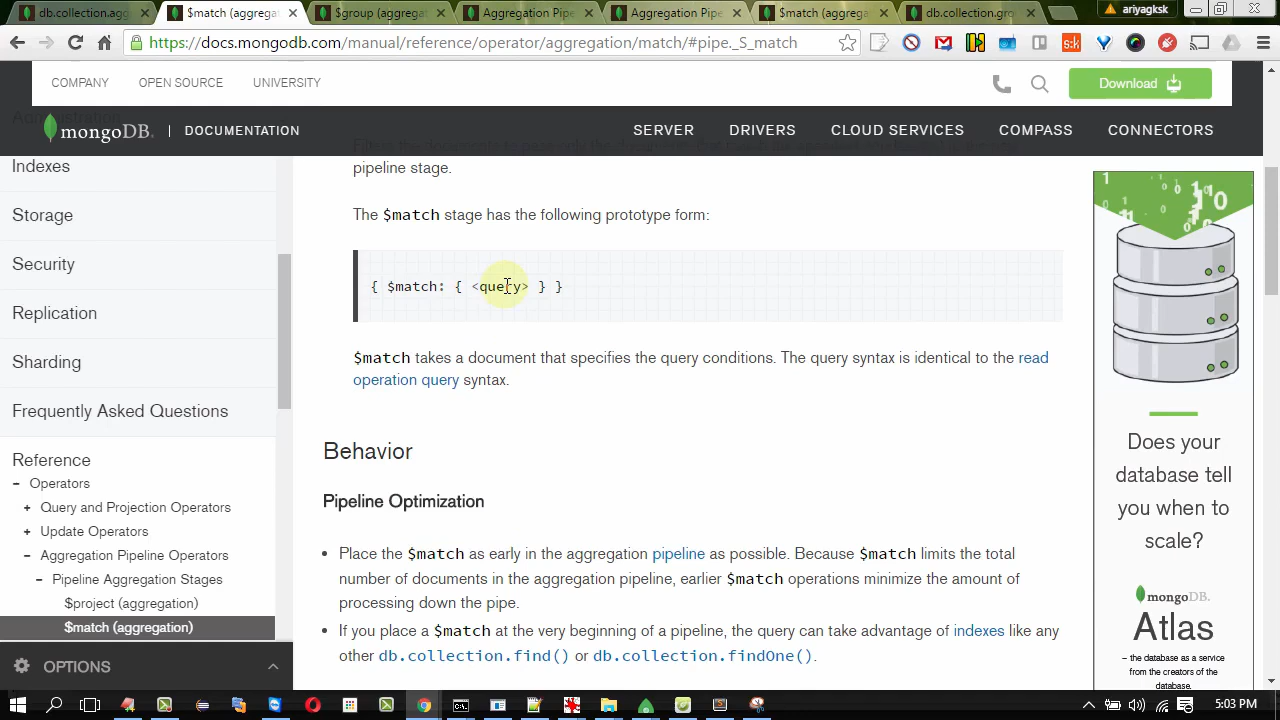 db.collection.agg
$match (aggregat
$group (aggregat
Aggregation Pipe
Aggregation Pipe
$match (aggrega
db.collection.gro
ariyagksk
https://docs.mongodb.com/manual/reference/operator/aggregation/match/#pipe._S_match
COMPANY OPEN SOURCE UNIVERSITY
Download
mongoDB. DOCUMENTATION
SERVER DRIVERS CLOUD SERVICES COMPASS CONNECTORS
Administration
Indexes
Storage
Security
Replication
Sharding
Frequently Asked Questions
Reference
Operators
+ Query and Projection Operators
+ Update Operators
− Aggregation Pipeline Operators
− Pipeline Aggregation Stages
$project (aggregation)
$match (aggregation)
OPTIONS
pipeline stage.
The $match stage has the following prototype form:
{ $match: { <query> } }
$match takes a document that specifies the query conditions. The query syntax is identical to the read
operation query syntax.
Behavior
Pipeline Optimization
• Place the $match as early in the aggregation pipeline as possible. Because $match limits the total
number of documents in the aggregation pipeline, earlier $match operations minimize the amount of
processing down the pipe.
• If you place a $match at the very beginning of a pipeline, the query can take advantage of indexes like any
other db.collection.find() or db.collection.findOne().
Does your
database tell
you when to
scale?
mongoDB.
Atlas
– the database as a service
from the creators of the
database.
5:03 PM